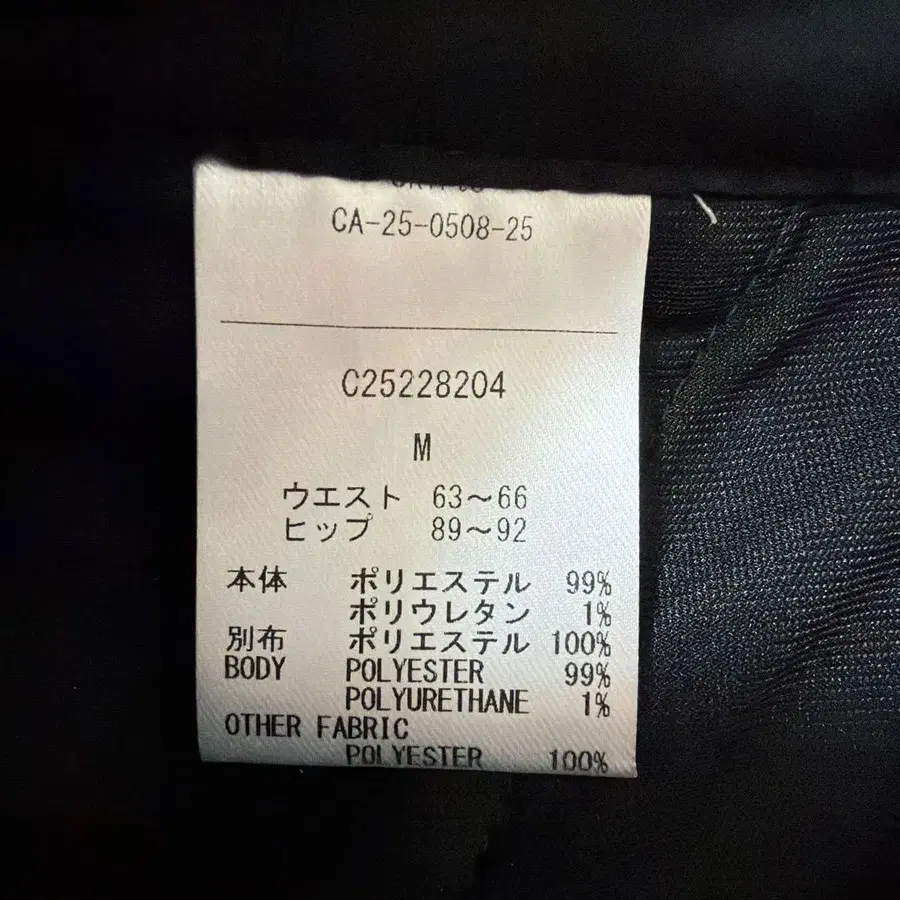 CA-25-0508-25
C25228204
M
ウエスト 63～66
ヒップ 89～92
本体 ポリエステル 99%
ポリウレタン 1%
別布 ポリエステル 100%
BODY POLYESTER 99%
POLYURETHANE 1%
OTHER FABRIC
POLYESTER 100%